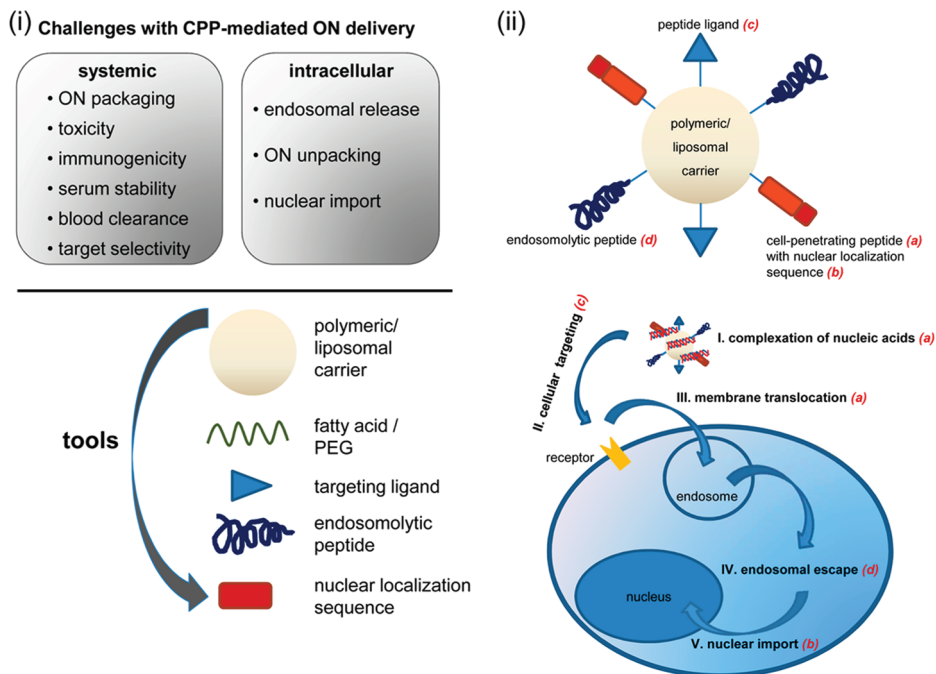 (i)
Challenges with CPP-mediated ON delivery
systemic
• ON packaging
• toxicity
• immunogenicity
• serum stability
• blood clearance
• target selectivity
intracellular
• endosomal release
• ON unpacking
• nuclear import
tools
polymeric/
liposomal
carrier
fatty acid /
PEG
targeting ligand
endosomolytic
peptide
nuclear localization
sequence
(ii)
peptide ligand (c)
polymeric/
liposomal
carrier
endosomolytic peptide (d)
cell-penetrating peptide (a)
with nuclear localization
sequence (b)
I. complexation of nucleic acids (a)
II. cellular targeting (c)
III. membrane translocation (a)
receptor
endosome
IV. endosomal escape (d)
nucleus
V. nuclear import (b)